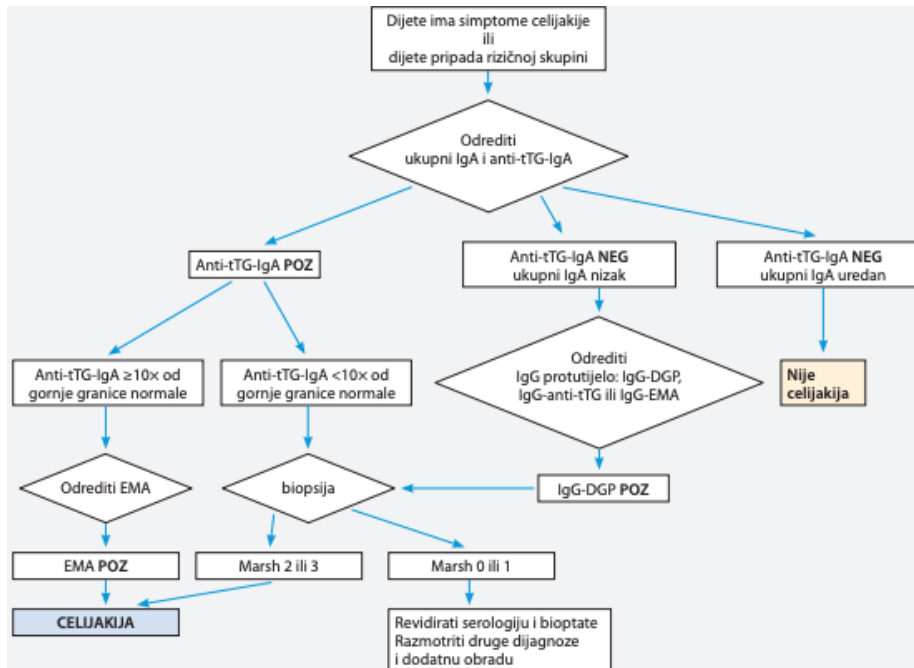 Dijete ima simptome celijakije
ili
dijete pripada rizičnoj skupini
Odrediti
ukupni IgA i anti-tTG-IgA
Anti-tTG-IgA POZ
Anti-tTG-IgA NEG
ukupni IgA nizak
Anti-tTG-IgA NEG
ukupni IgA uredan
Anti-tTG-IgA ≥10× od
gornje granice normale
Anti-tTG-IgA <10× od
gornje granice normale
Odrediti
IgG protutijelo: IgG-DGP,
IgG-anti-tTG ili IgG-EMA
Nije
celijakija
Odrediti EMA
biopsija
IgG-DGP POZ
EMA POZ
Marsh 2 ili 3
Marsh 0 ili 1
CELIJAKIJA
Revidirati serologiju i bioptate
Razmotriti druge dijagnoze
i dodatnu obradu